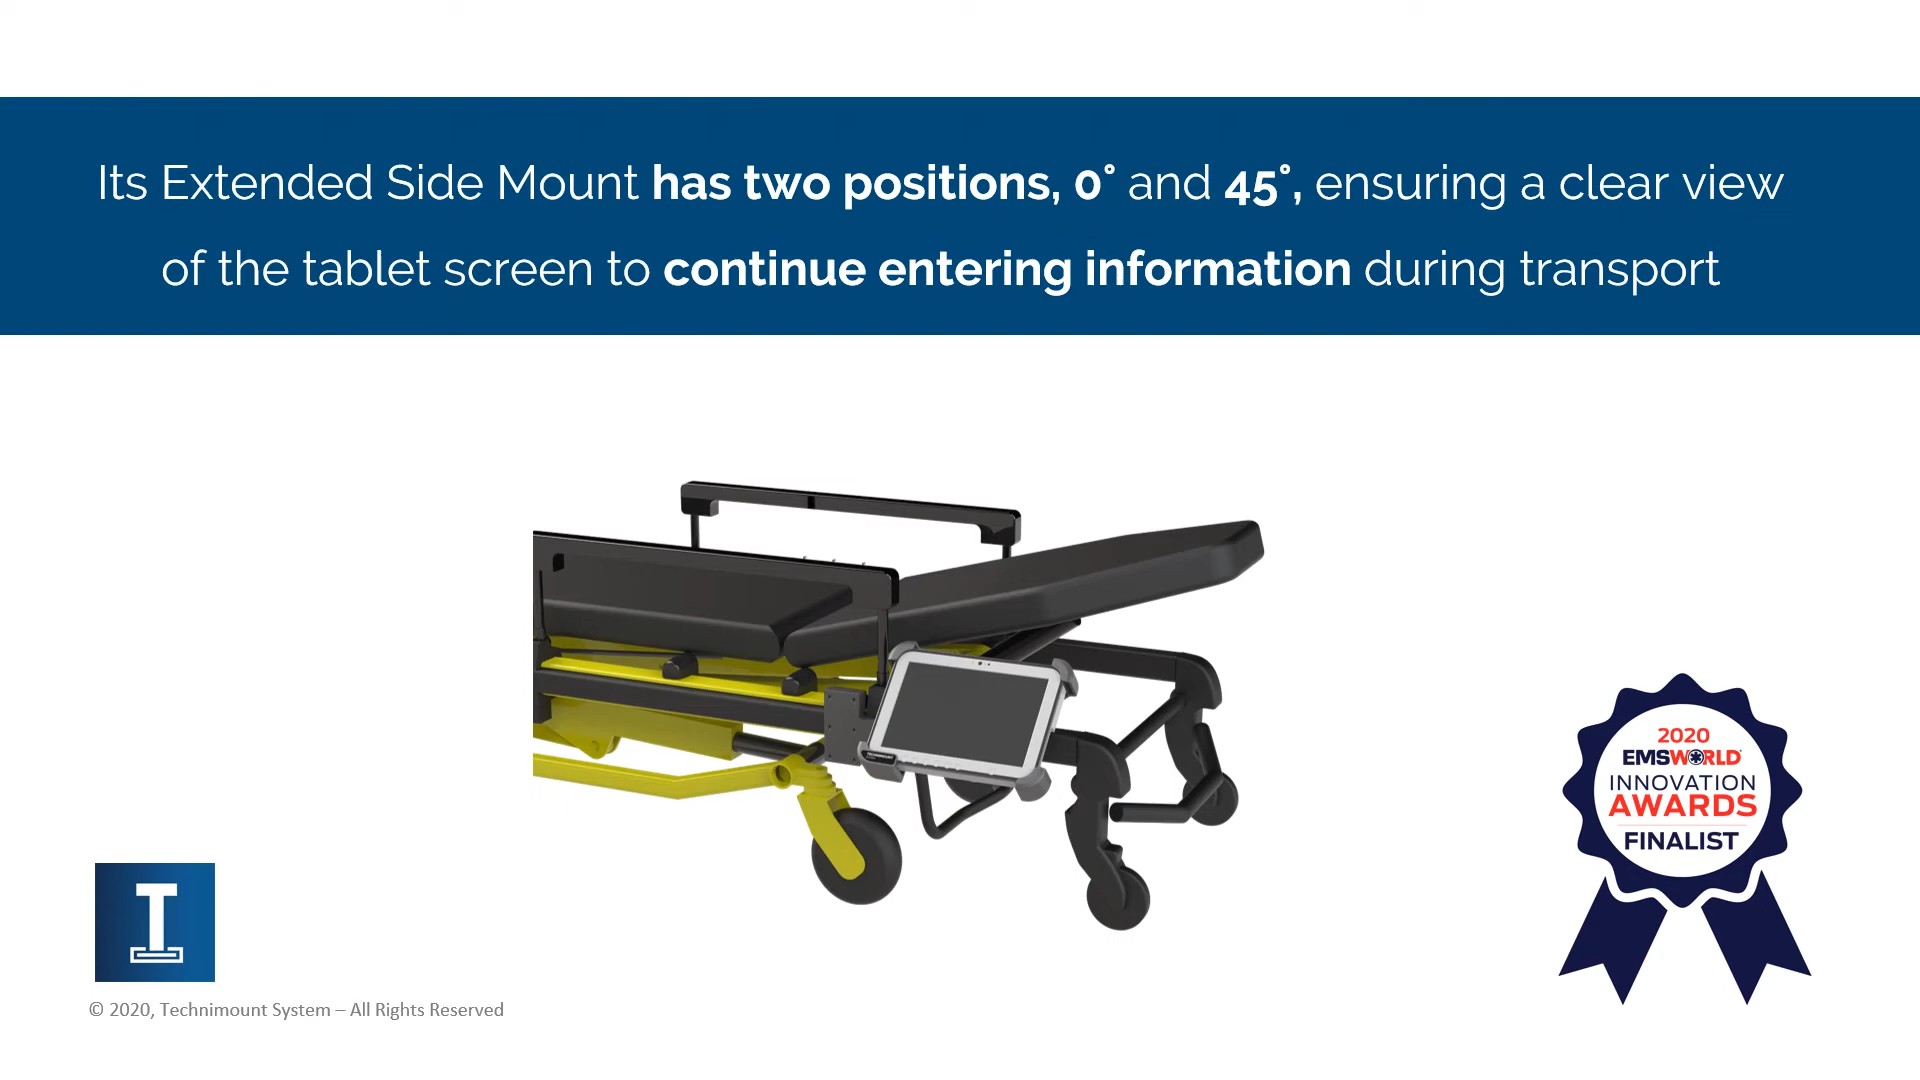 Its Extended Side Mount has two positions, 0° and 45°, ensuring a clear view
of the tablet screen to continue entering information during transport
2020
EMSWORLD
INNOVATION
AWARDS
FINALIST
© 2020, Technimount System – All Rights Reserved